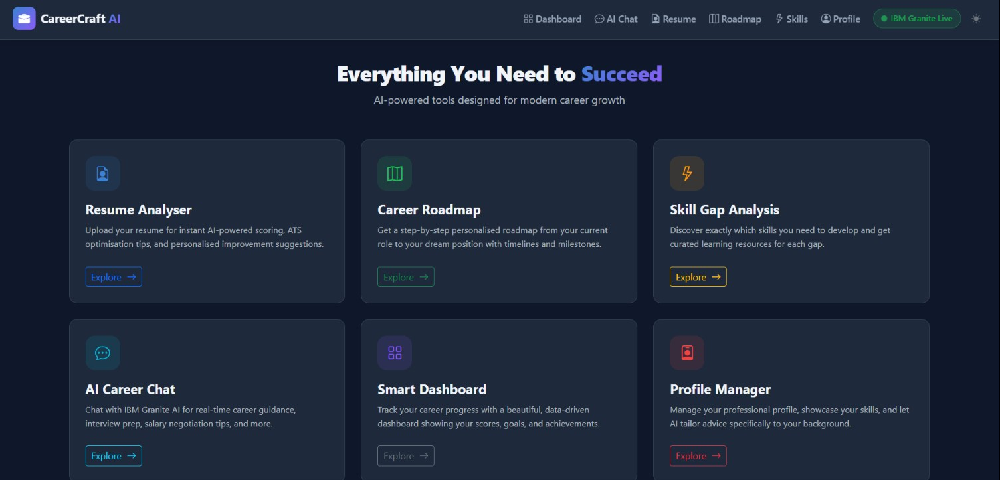 CareerCraft AI
Dashboard
AI Chat
Resume
Roadmap
Skills
Profile
IBM Granite Live
Everything You Need to Succeed
AI-powered tools designed for modern career growth
Resume Analyser
Upload your resume for instant AI-powered scoring, ATS
optimisation tips, and personalised improvement suggestions.
Explore →
Career Roadmap
Get a step-by-step personalised roadmap from your current
role to your dream position with timelines and milestones.
Explore →
Skill Gap Analysis
Discover exactly which skills you need to develop and get
curated learning resources for each gap.
Explore →
AI Career Chat
Chat with IBM Granite AI for real-time career guidance,
interview prep, salary negotiation tips, and more.
Explore →
Smart Dashboard
Track your career progress with a beautiful, data-driven
dashboard showing your scores, goals, and achievements.
Explore →
Profile Manager
Manage your professional profile, showcase your skills, and let
AI tailor advice specifically to your background.
Explore →